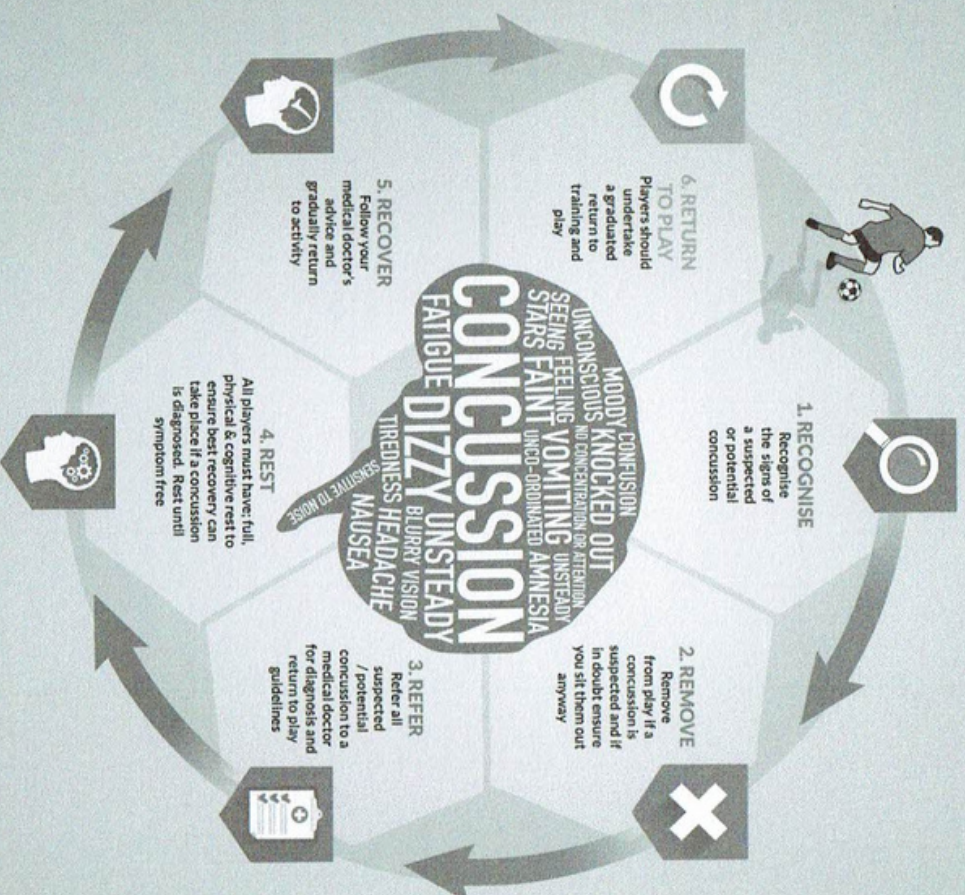 1. RECOGNISE
Recognise
the signs of
a suspected
or potential
concussion
2. REMOVE
Remove
from play if a
concussion is
suspected and if
in doubt ensure
you sit them out
anyway
3. REFER
Refer all
suspected
/ potential
concussion to a
medical doctor
for diagnosis and
return to play
guidelines
4. REST
All players must have; full,
physical & cognitive rest to
ensure best recovery can
take place if a concussion
is diagnosed. Rest until
symptom free
5. RECOVER
Follow your
medical doctor's
advice and
gradually return
to activity
6. RETURN
TO PLAY
Players should
undertake
a graduated
return to
training and
play
MOODY CONFUSION
UNCONSCIOUS KNOCKED OUT
NO CONCENTRATION OR ATTENTION
SEEING STARS
FEELING FAINT
VOMITING UNSTEADY
UNCO-ORDINATED AMNESIA
CONCUSSION
FATIGUE DIZZY UNSTEADY
BLURRY VISION
TIREDNESS HEADACHE
SENSITIVE TO NOISE
NAUSEA